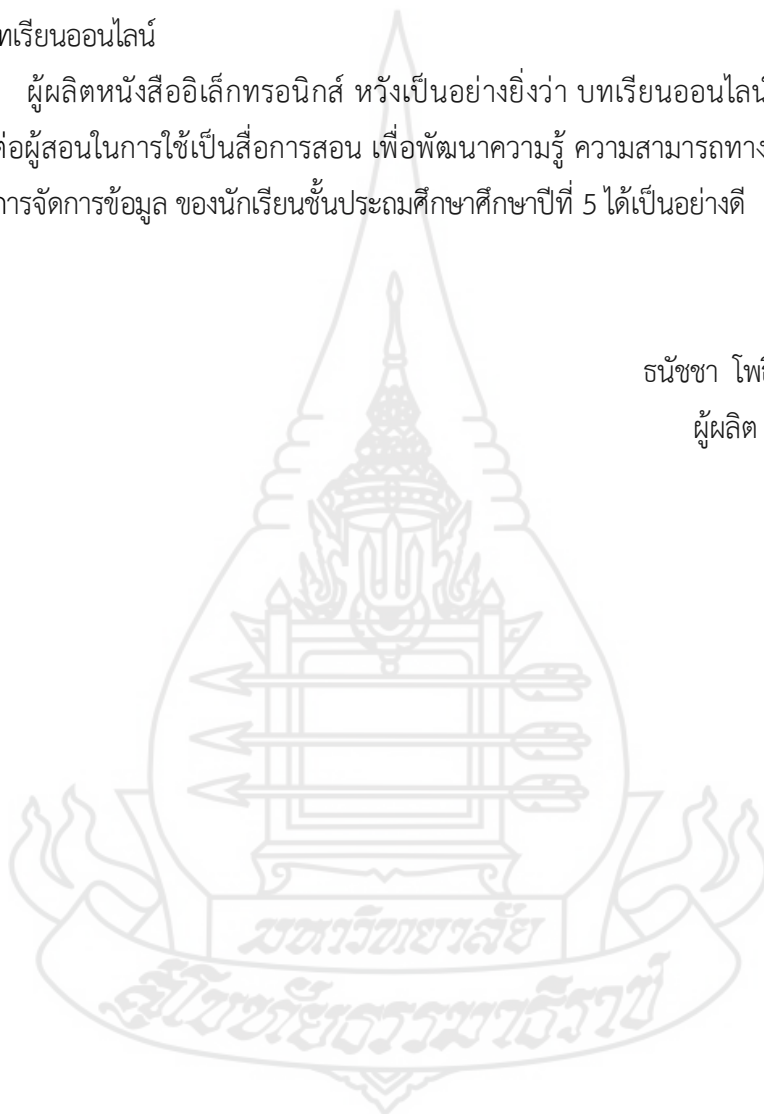 ทเรียนออนไลน์
ผู้ผลิตหนังสืออิเล็กทรอนิกส์ หวังเป็นอย่างยิ่งว่า บทเรียนออนไลน์
ต่อผู้สอนในการใช้เป็นสื่อการสอน เพื่อพัฒนาความรู้ ความสามารถทาง
การจัดการข้อมูล ของนักเรียนชั้นประถมศึกษาศึกษาปีที่ 5 ได้เป็นอย่างดี
ธนัชชา
ผู้ผลิต
มหาวิทยาลัย
สุโขทัยธรรมาธิราช